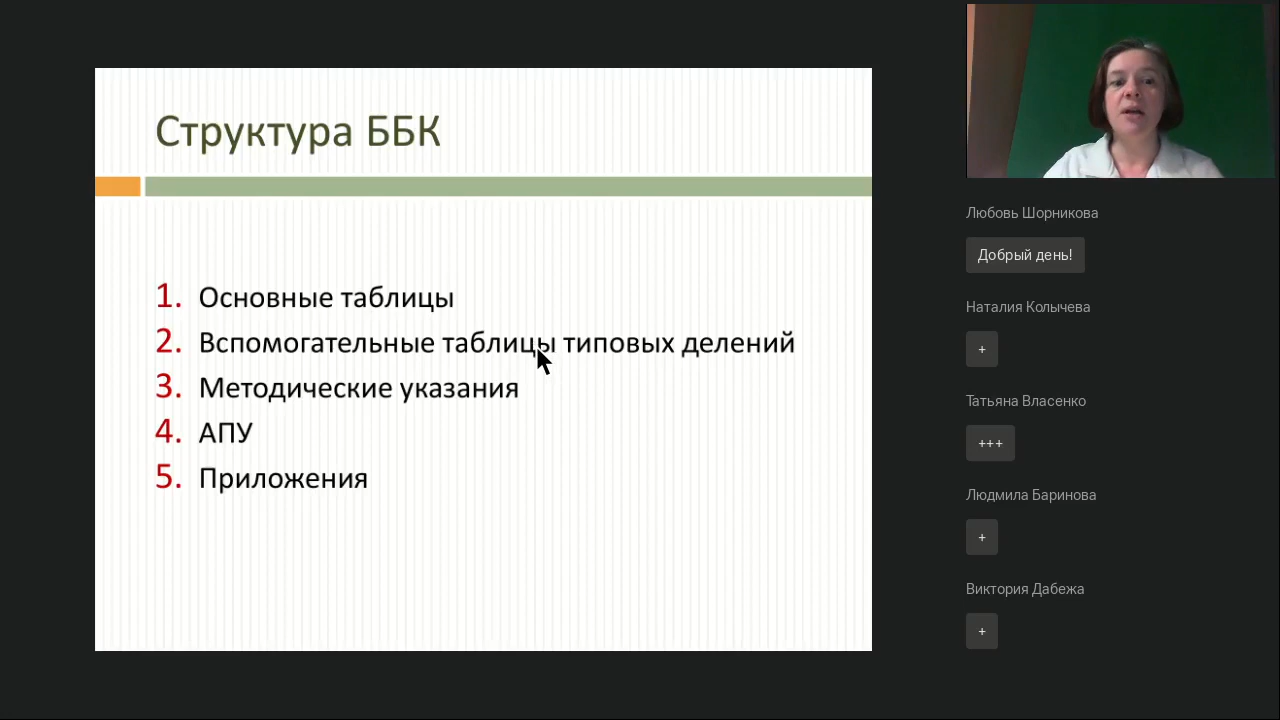 Структура ББК
1. Основные таблицы
2. Вспомогательные таблицы типовых делений
3. Методические указания
4. АПУ
5. Приложения
Любовь Шорникова
Добрый день!
Наталия Колычева
+
Татьяна Власенко
+++
Людмила Баринова
+
Виктория Дабежа
+